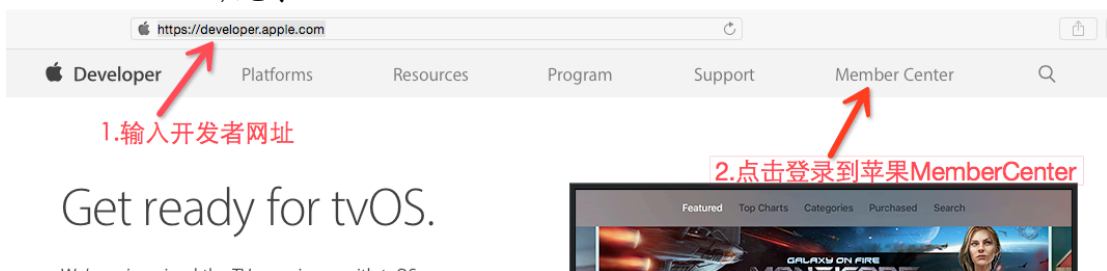 https://developer.apple.com
Developer Platforms Resources Program Support Member Center
1.输入开发者网址
2.点击登录到苹果MemberCenter
Get ready for tvOS.
Featured Top Charts Categories Purchased Search
GALAXY ON FIRE